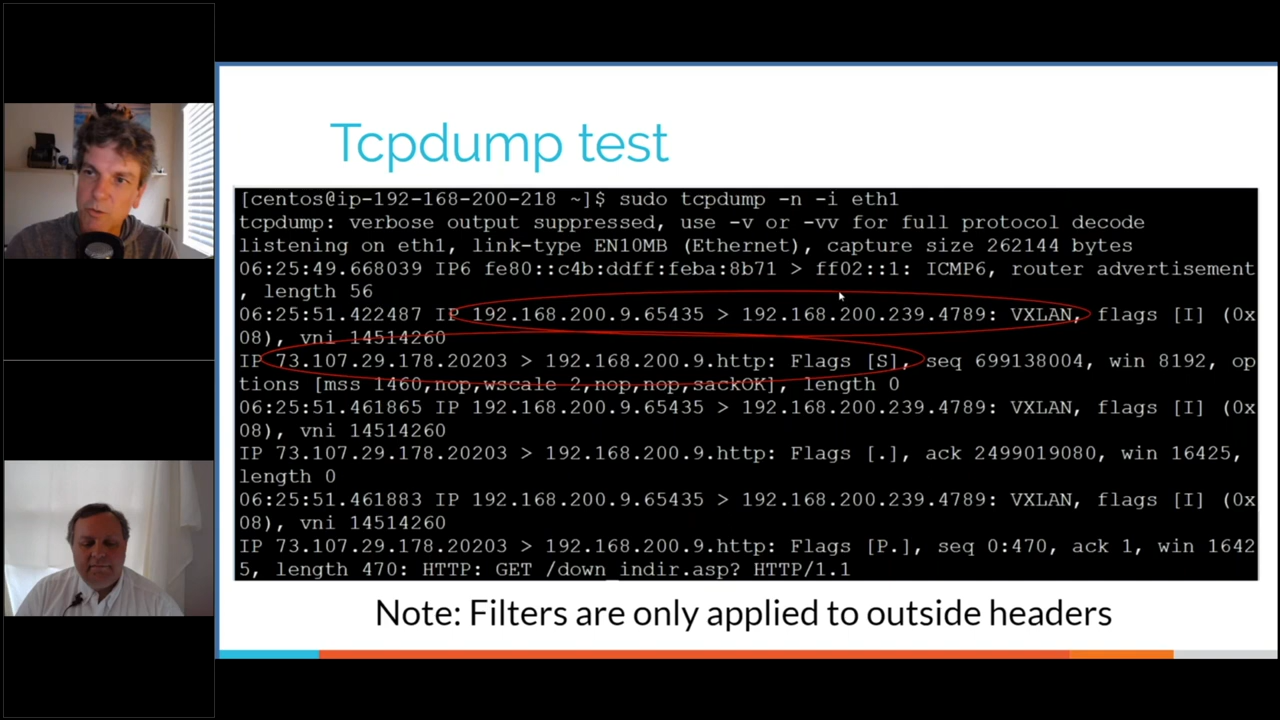 Tcpdump test
[centos@ip-192-168-200-218 ~]$ sudo tcpdump -n -i eth1
tcpdump: verbose output suppressed, use -v or -vv for full protocol decode
listening on eth1, link-type EN10MB (Ethernet), capture size 262144 bytes
06:25:49.668039 IP6 fe80::c4b:ddff:feba:8b71 > ff02::1: ICMP6, router advertisement
, length 56
06:25:51.422487 IP 192.168.200.9.65435 > 192.168.200.239.4789: VXLAN, flags [I] (0x
08), vni 14514260
IP 73.107.29.178.20203 > 192.168.200.9.http: Flags [S], seq 699138004, win 8192, op
tions [mss 1460,nop,wscale 2,nop,nop,sackOK], length 0
06:25:51.461865 IP 192.168.200.9.65435 > 192.168.200.239.4789: VXLAN, flags [I] (0x
08), vni 14514260
IP 73.107.29.178.20203 > 192.168.200.9.http: Flags [.], ack 2499019080, win 16425,
length 0
06:25:51.461883 IP 192.168.200.9.65435 > 192.168.200.239.4789: VXLAN, flags [I] (0x
08), vni 14514260
IP 73.107.29.178.20203 > 192.168.200.9.http: Flags [P.], seq 0:470, ack 1, win 1642
5, length 470: HTTP: GET /down_indir.asp? HTTP/1.1
Note: Filters are only applied to outside headers